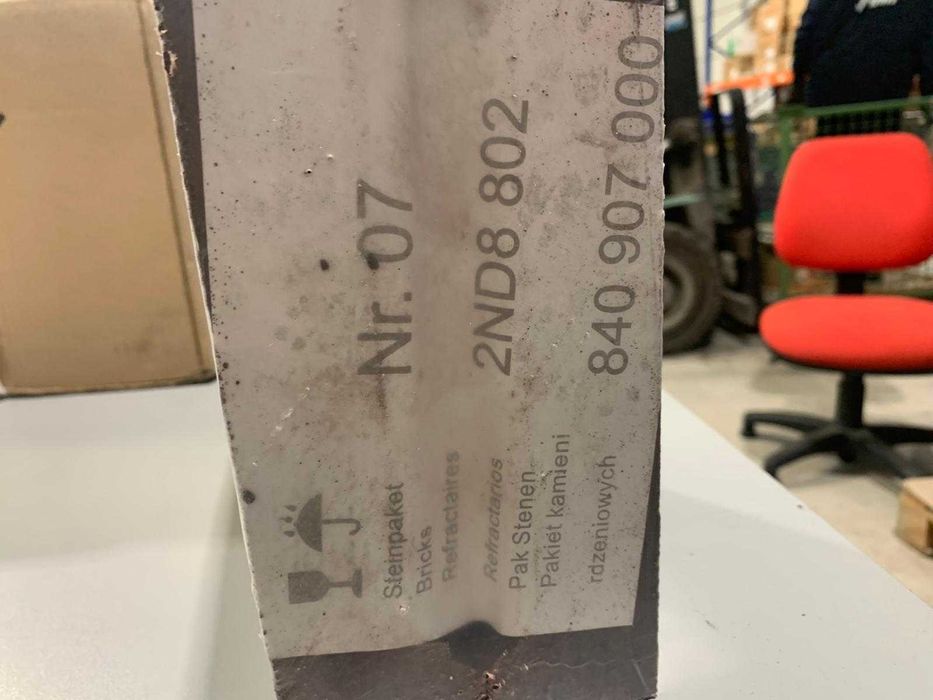 Nr. 07
2ND8 802
840 907 000
Steinpaket
Bricks
Refractaires
Refractarios
Pak Stenen
Pakiet kamieni
rdzeniowych